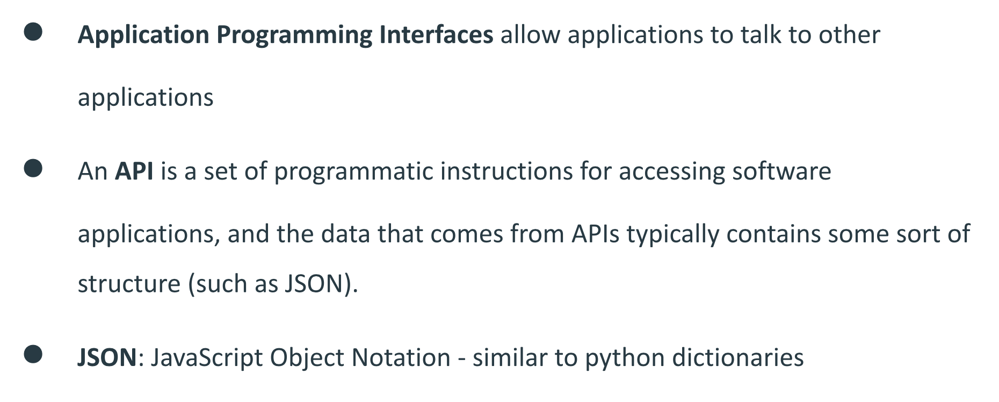 ● Application Programming Interfaces allow applications to talk to other
applications
● An API is a set of programmatic instructions for accessing software
applications, and the data that comes from APIs typically contains some sort of
structure (such as JSON).
● JSON: JavaScript Object Notation - similar to python dictionaries